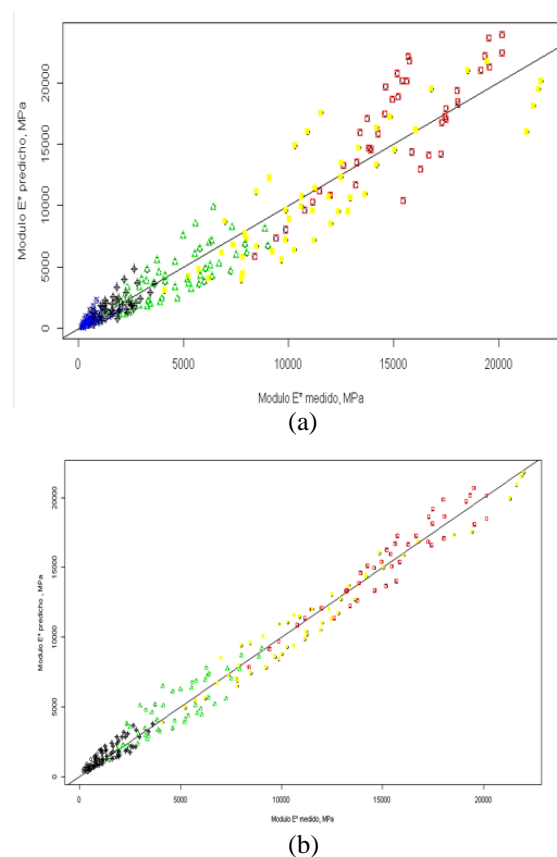 Modulo E* predicho, MPa
20000
15000
10000
5000
0
0 5000 10000 15000 20000
Modulo E* medido, MPa
(a)
Modulo E* predicho , MPa
20000
15000
10000
5000
0
0 5000 10000 15000 20000
Modulo E* medido, MPa
(b)